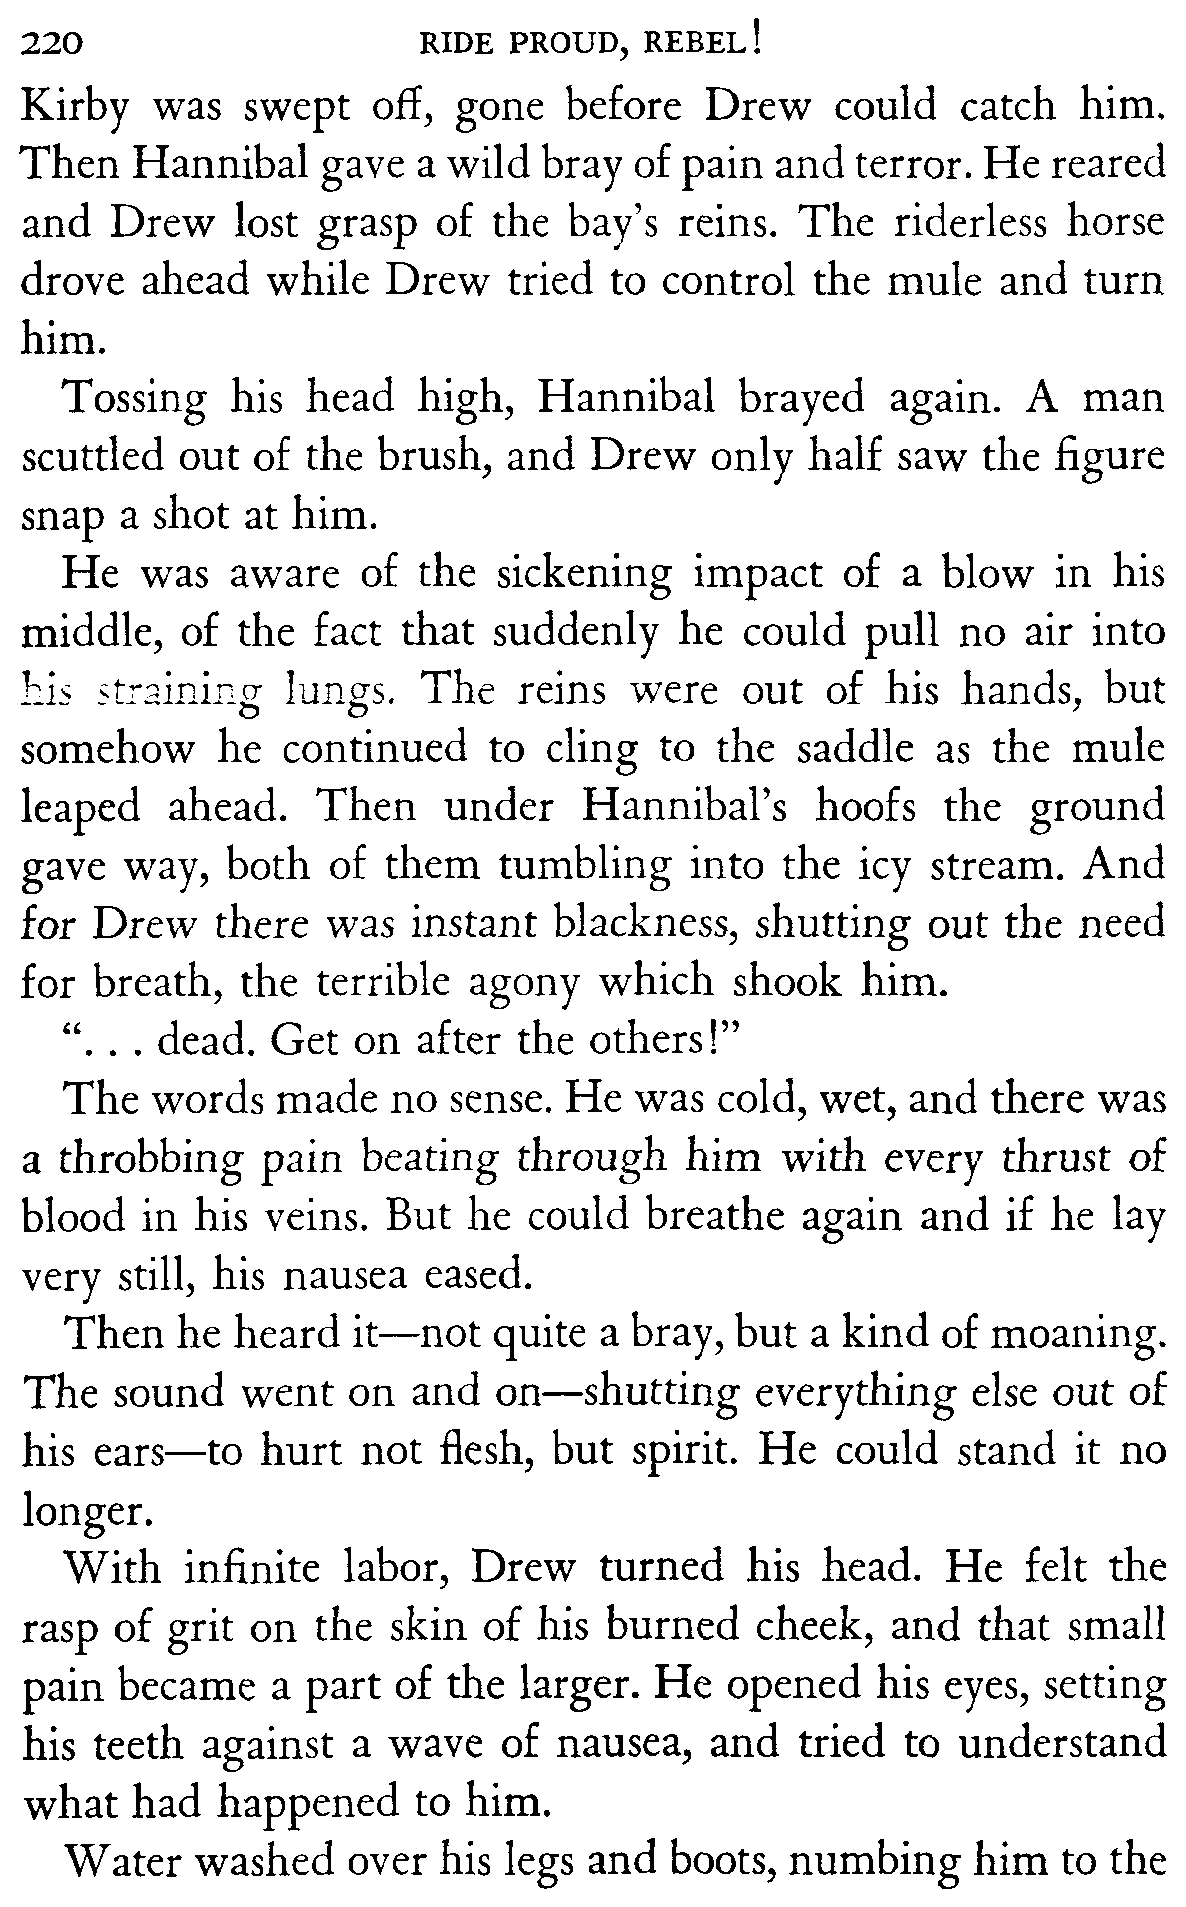 220 RIDE PROUD, REBEL!
Kirby was swept off, gone before Drew could catch him.
Then Hannibal gave a wild bray of pain and terror. He reared
and Drew lost grasp of the bay's reins. The riderless horse
drove ahead while Drew tried to control the mule and turn
him.
Tossing his head high, Hannibal brayed again. A man
scuttled out of the brush, and Drew only half saw the figure
snap a shot at him.
He was aware of the sickening impact of a blow in his
middle, of the fact that suddenly he could pull no air into
his straining lungs. The reins were out of his hands, but
somehow he continued to cling to the saddle as the mule
leaped ahead. Then under Hannibal's hoofs the ground
gave way, both of them tumbling into the icy stream. And
for Drew there was instant blackness, shutting out the need
for breath, the terrible agony which shook him.
“. . . dead. Get on after the others!”
The words made no sense. He was cold, wet, and there was
a throbbing pain beating through him with every thrust of
blood in his veins. But he could breathe again and if he lay
very still, his nausea eased.
Then he heard it—not quite a bray, but a kind of moaning.
The sound went on and on—shutting everything else out of
his ears—to hurt not flesh, but spirit. He could stand it no
longer.
With infinite labor, Drew turned his head. He felt the
rasp of grit on the skin of his burned cheek, and that small
pain became a part of the larger. He opened his eyes, setting
his teeth against a wave of nausea, and tried to understand
what had happened to him.
Water washed over his legs and boots, numbing him to the